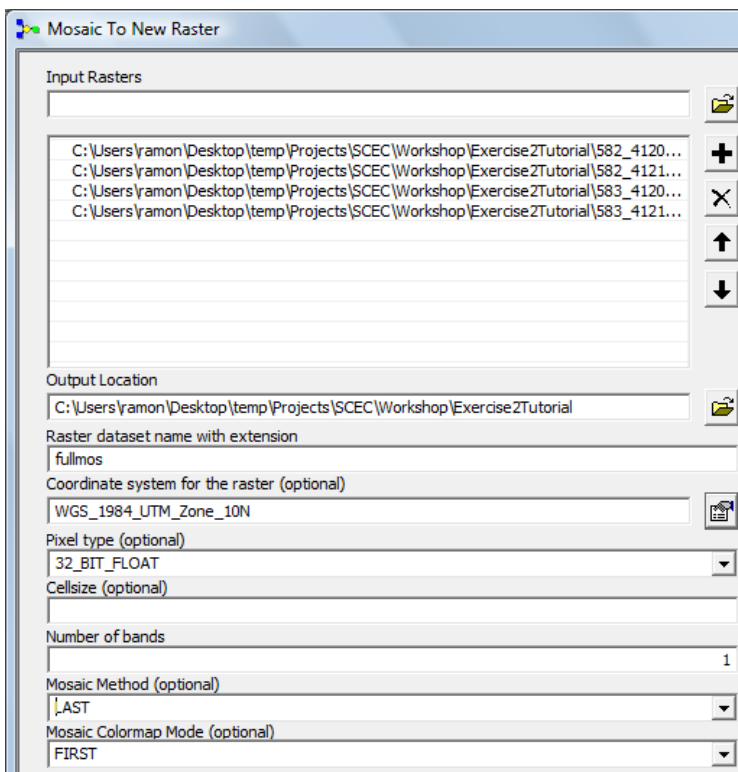 Mosaic To New Raster
Input Rasters
C:\Users\ramon\Desktop\temp\Projects\SCEC\Workshop\Exercise2Tutorial\582_4120...
C:\Users\ramon\Desktop\temp\Projects\SCEC\Workshop\Exercise2Tutorial\582_4121...
C:\Users\ramon\Desktop\temp\Projects\SCEC\Workshop\Exercise2Tutorial\583_4120...
C:\Users\ramon\Desktop\temp\Projects\SCEC\Workshop\Exercise2Tutorial\583_4121...
Output Location
C:\Users\ramon\Desktop\temp\Projects\SCEC\Workshop\Exercise2Tutorial
Raster dataset name with extension
fullmos
Coordinate system for the raster (optional)
WGS_1984_UTM_Zone_10N
Pixel type (optional)
32_BIT_FLOAT
Cellsize (optional)
Number of bands
1
Mosaic Method (optional)
LAST
Mosaic Colormap Mode (optional)
FIRST